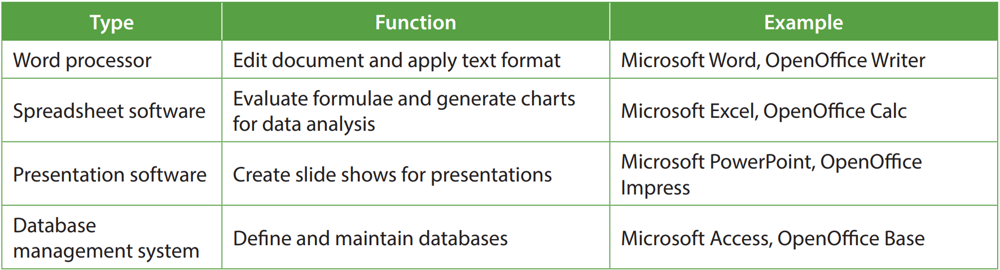 Type Function Example
Word processor Edit document and apply text format Microsoft Word, OpenOffice Writer
Spreadsheet software
Evaluate formulae and generate charts
for data analysis
Microsoft Excel, OpenOffice Calc
Presentation software
Create slide shows for presentations
Microsoft PowerPoint, OpenOffice
Impress
Database
management system
Define and maintain databases
Microsoft Access, OpenOffice Base